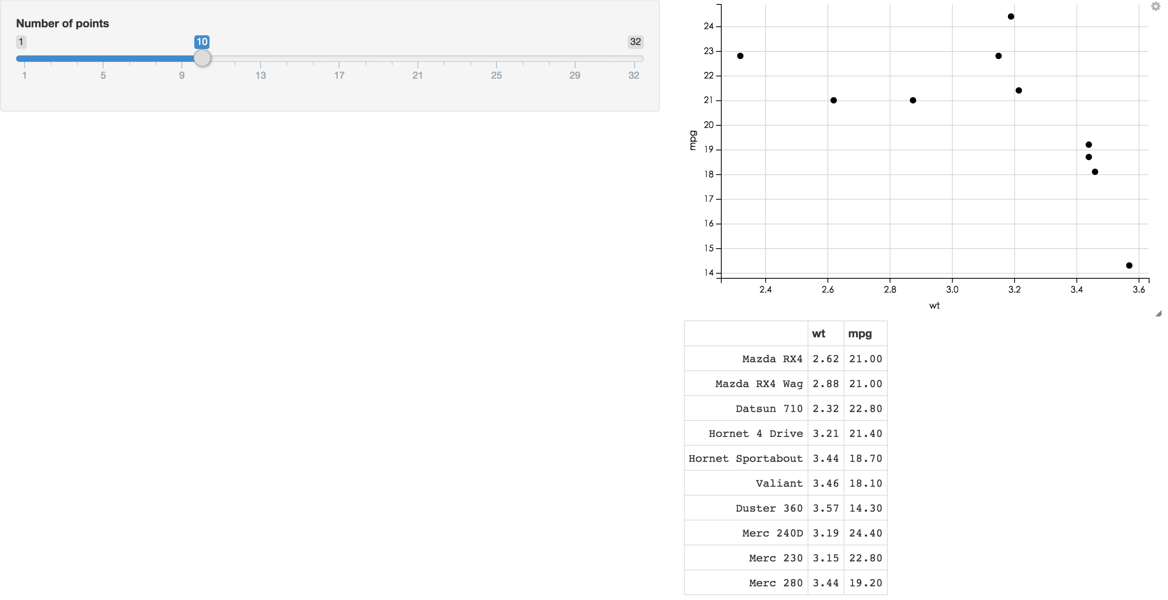 Number of points
1 10 32
1 5 9 13 17 21 25 29 32
24
23
22
21
20
19
18
17
16
15
14
mpg
2.4 2.6 2.8 3.0 3.2 3.4 3.6
wt
wt mpg
Mazda RX4 2.62 21.00
Mazda RX4 Wag 2.88 21.00
Datsun 710 2.32 22.80
Hornet 4 Drive 3.21 21.40
Hornet Sportabout 3.44 18.70
Valiant 3.46 18.10
Duster 360 3.57 14.30
Merc 240D 3.19 24.40
Merc 230 3.15 22.80
Merc 280 3.44 19.20